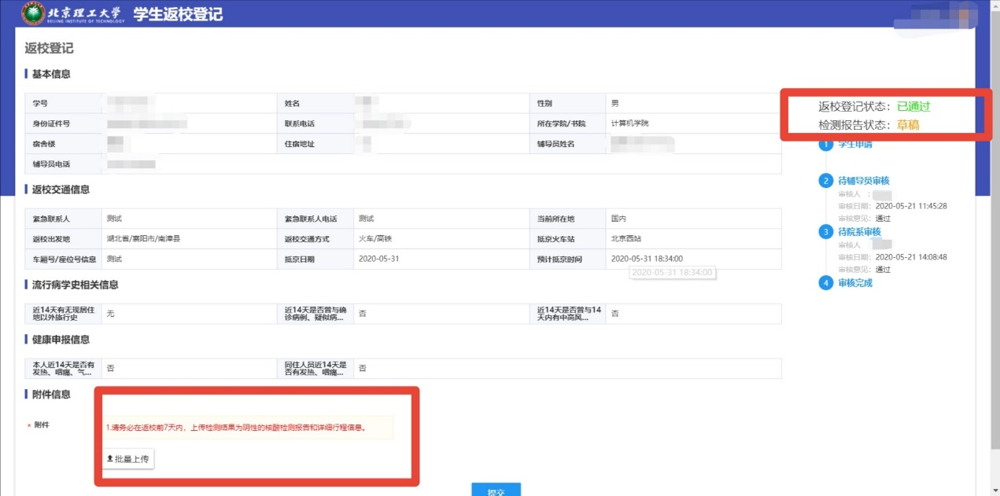 北京理工大学 学生返校登记
BEIJING INSTITUTE OF TECHNOLOGY
返校登记
基本信息
学号 姓名 性别 男
身份证件号 联系电话 所在学院/书院 计算机学院
宿舍楼 住宿地址 辅导员姓名
辅导员电话
返校交通信息
紧急联系人 测试 紧急联系人电话 测试 当前所在地 国内
返校出发地 湖北省/襄阳市/南漳县 返校交通方式 火车/高铁 抵京火车站 北京西站
车厢号/座位号信息 测试 抵京日期 2020-05-31 预计抵京时间 2020-05-31 18:34:00
2020-05-31 18:34:00
流行病学史相关信息
近14天有无现居住地以外旅行史 无 近14天是否曾与确诊病例、疑似病... 否 近14天是否曾与14天内有中高风... 否
健康申报信息
本人近14天是否有发热、咽痛、气... 否 同住人员近14天是否有发热、咽痛... 否
附件信息
* 附件
1.请务必在返校前7天内，上传检测结果为阴性的核酸检测报告和详细行程信息。
批量上传
提交
返校登记状态：已通过
检测报告状态：草稿
1 学生申请
2 待辅导员审核
审核人 :
审核日期: 2020-05-21 11:45:28
审核意见: 通过
3 待院系审核
审核人
审核日期: 2020-05-21 14:08:48
审核意见: 通过
4 审核完成